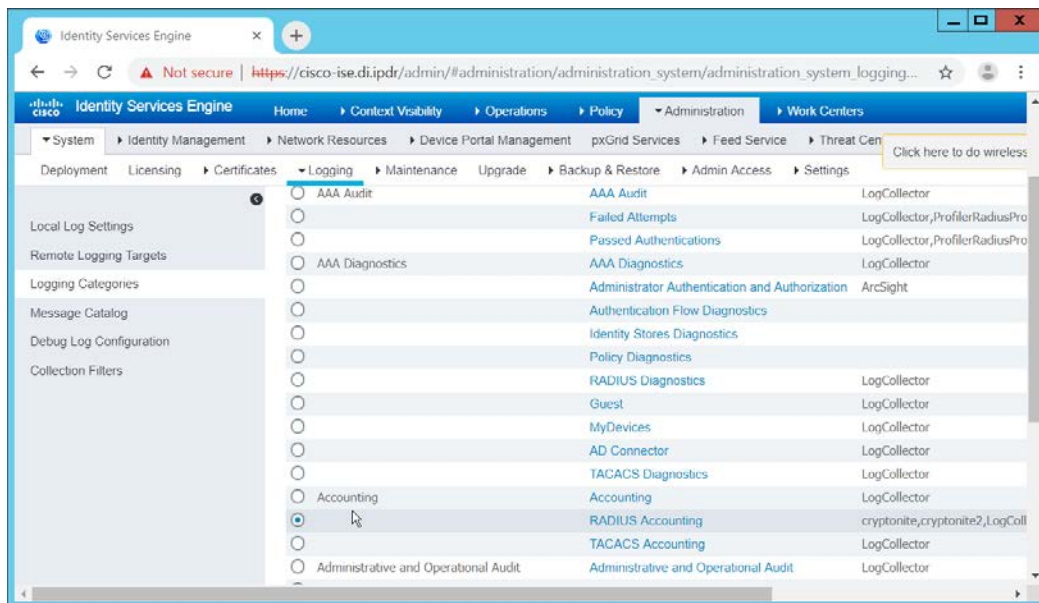 Identity Services Engine
Not secure | https://cisco-ise.di.ipdr/admin/#administration/administration_system/administration_system_logging...
cisco Identity Services Engine Home Context Visibility Operations Policy Administration Work Centers
System Identity Management Network Resources Device Portal Management pxGrid Services Feed Service Threat Cen
Click here to do wireless
Deployment Licensing Certificates Logging Maintenance Upgrade Backup & Restore Admin Access Settings
Local Log Settings
Remote Logging Targets
Logging Categories
Message Catalog
Debug Log Configuration
Collection Filters
AAA Audit AAA Audit LogCollector
Failed Attempts LogCollector,ProfilerRadiusPro
Passed Authentications LogCollector,ProfilerRadiusPro
AAA Diagnostics AAA Diagnostics LogCollector
Administrator Authentication and Authorization ArcSight
Authentication Flow Diagnostics
Identity Stores Diagnostics
Policy Diagnostics
RADIUS Diagnostics LogCollector
Guest LogCollector
MyDevices LogCollector
AD Connector LogCollector
TACACS Diagnostics LogCollector
Accounting Accounting LogCollector
RADIUS Accounting cryptonite,cryptonite2,LogColl
TACACS Accounting LogCollector
Administrative and Operational Audit Administrative and Operational Audit LogCollector